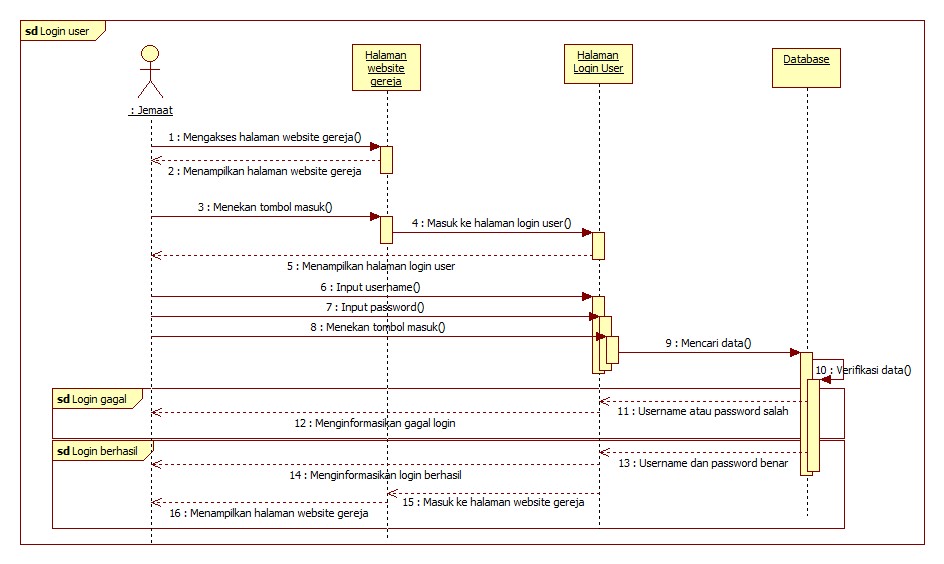 sd Login user
Halaman
website
gereja
Halaman
Login User
Database
: Jemaat
1 : Mengakses halaman website gereja()
2 : Menampilkan halaman website gereja
3 : Menekan tombol masuk()
4 : Masuk ke halaman login user()
5 : Menampilkan halaman login user
6 : Input username()
7 : Input password()
8 : Menekan tombol masuk()
9 : Mencari data()
10 : Verifikasi data()
sd Login gagal
11 : Username atau password salah
12 : Menginformasikan gagal login
sd Login berhasil
13 : Username dan password benar
14 : Menginformasikan login berhasil
15 : Masuk ke halaman website gereja
16 : Menampilkan halaman website gereja